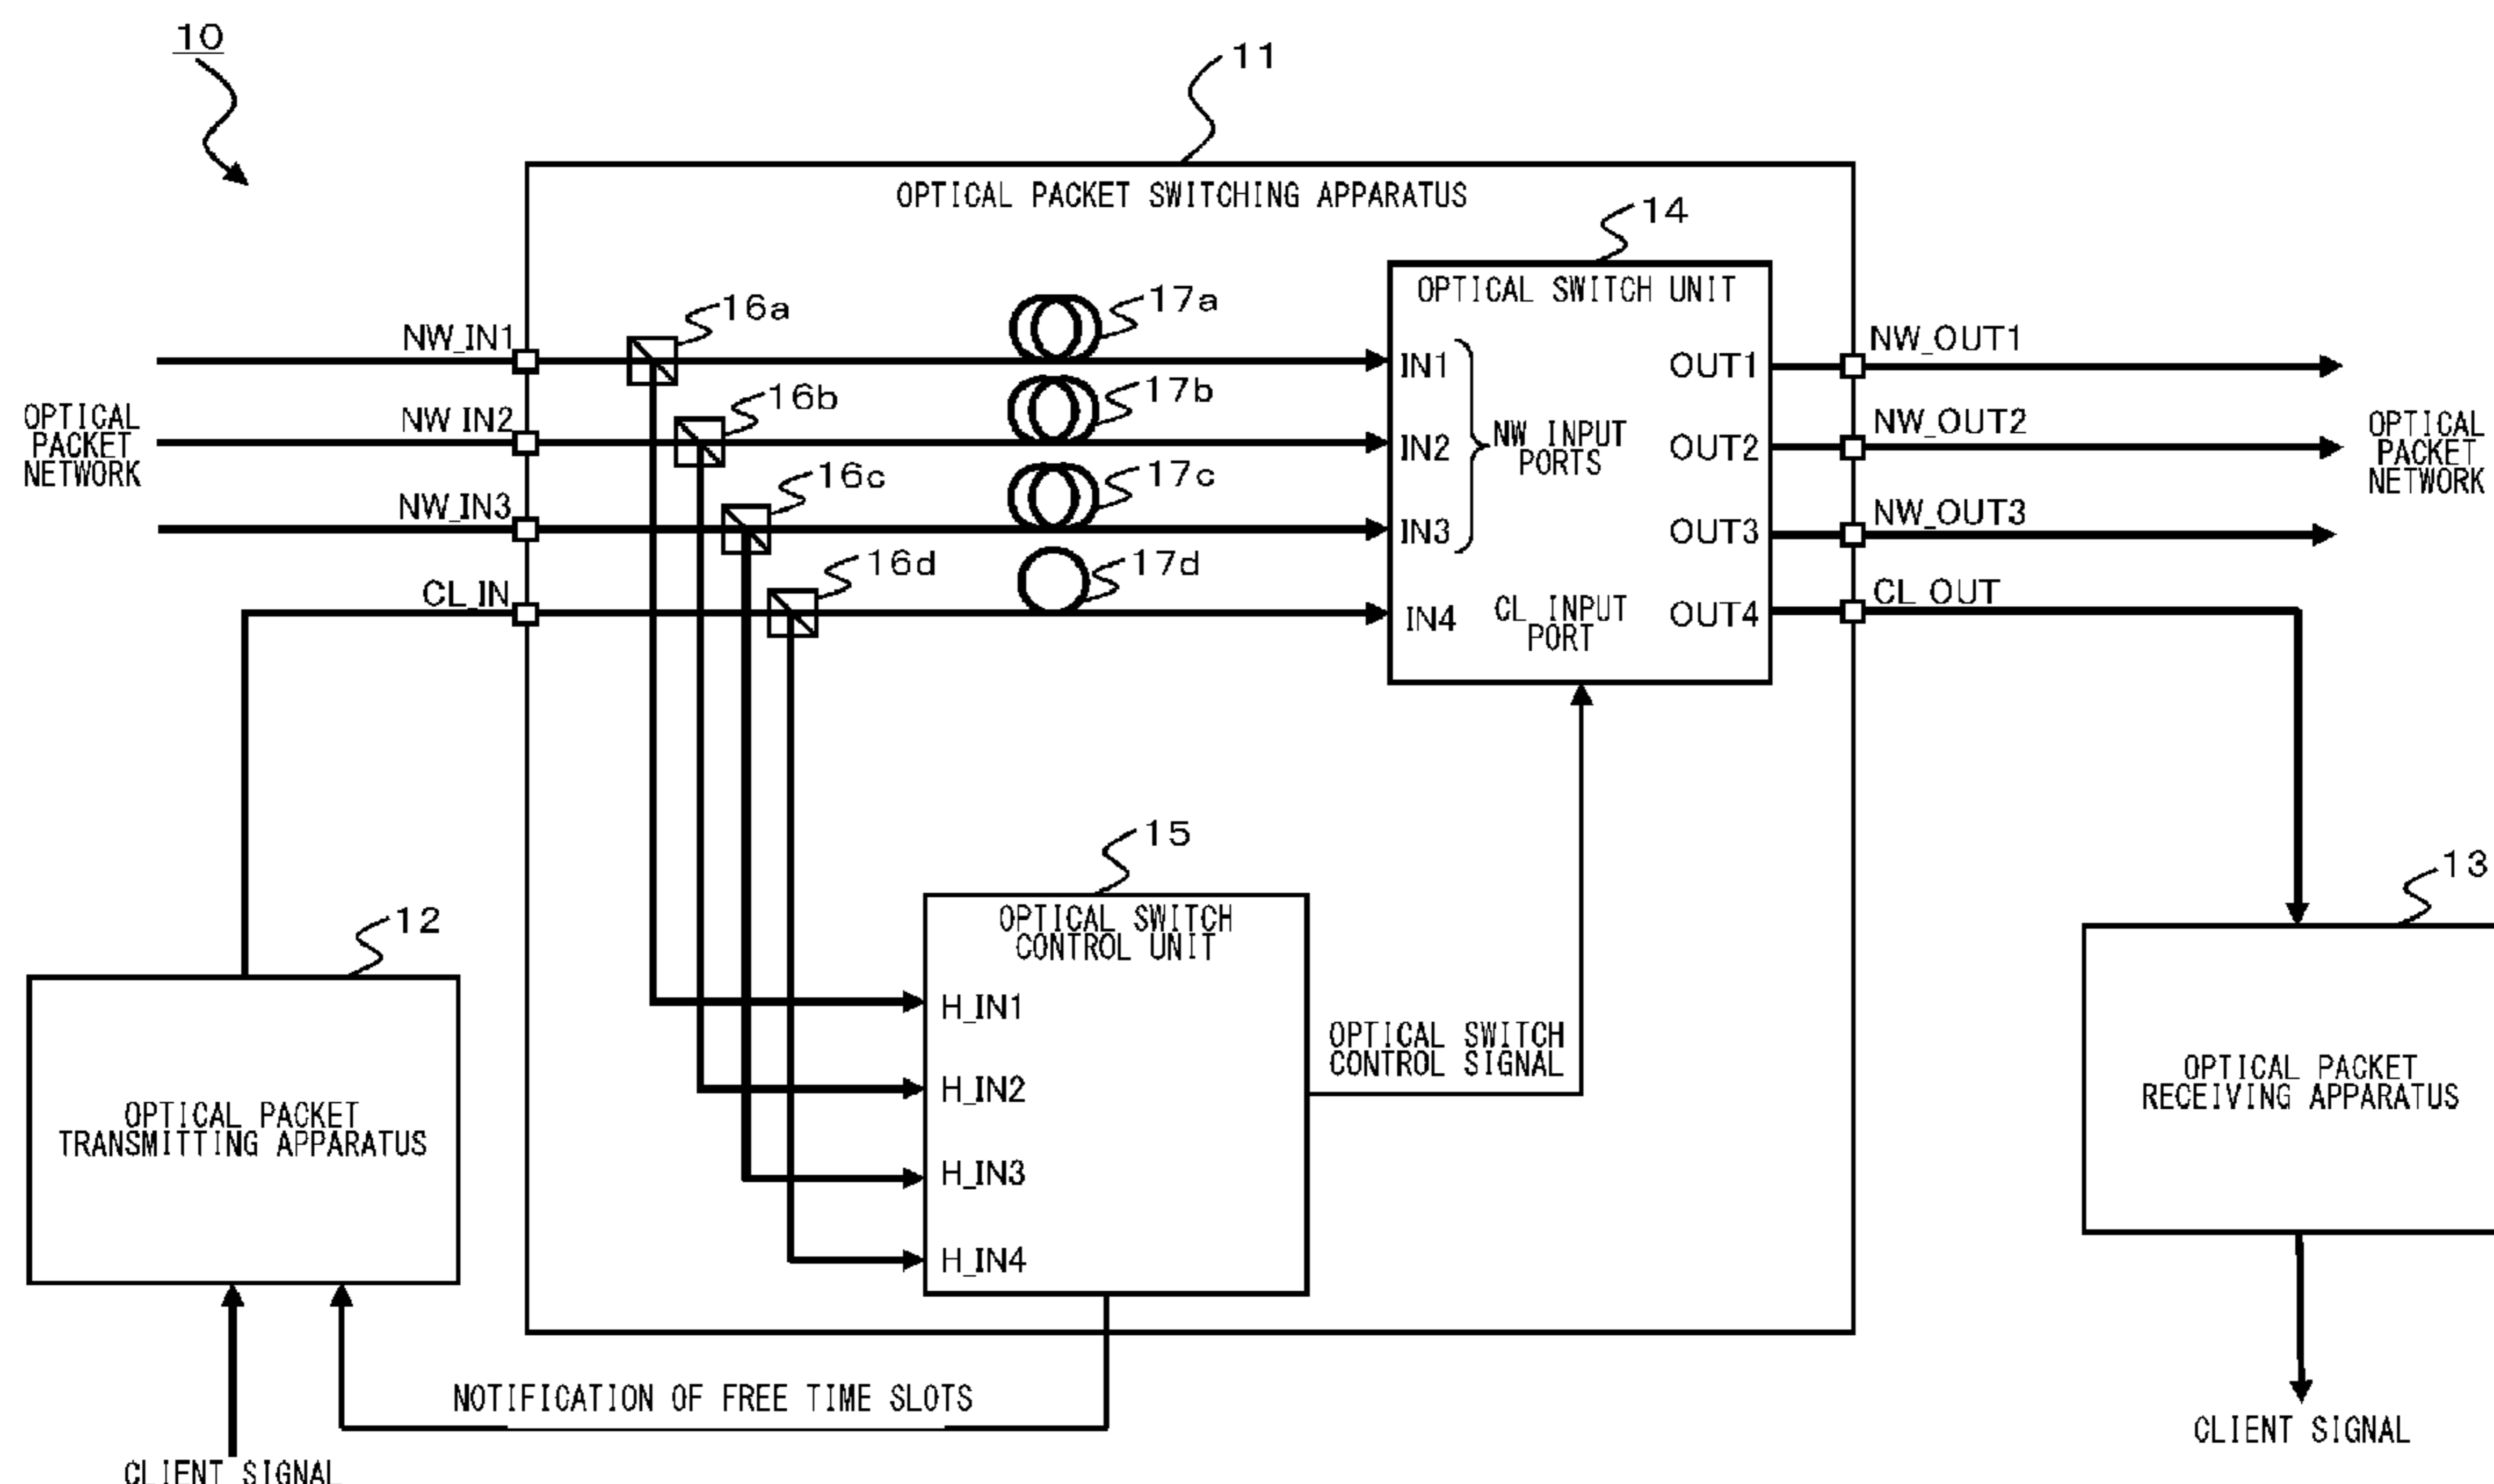 10
11
OPTICAL PACKET SWITCHING APPARATUS
14
OPTICAL SWITCH UNIT
16a
17a
NW_IN1
IN1
OUT1
NW_OUT1
16b
17b
OPTICAL
PACKET
NETWORK
NW IN2
IN2
NW INPUT
PORTS
OUT2
NW_OUT2
OPTICAL
PACKET
NETWORK
16c
17c
NW_IN3
IN3
OUT3
NW_OUT3
16d
17d
CL_IN
IN4
CL INPUT
PORT
OUT4
CL OUT
15
OPTICAL SWITCH
CONTROL UNIT
13
12
H_IN1
H_IN2
H_IN3
H_IN4
OPTICAL SWITCH
CONTROL SIGNAL
OPTICAL PACKET
RECEIVING APPARATUS
OPTICAL PACKET
TRANSMITTING APPARATUS
NOTIFICATION OF FREE TIME SLOTS
CLIENT SIGNAL
CLIENT SIGNAL